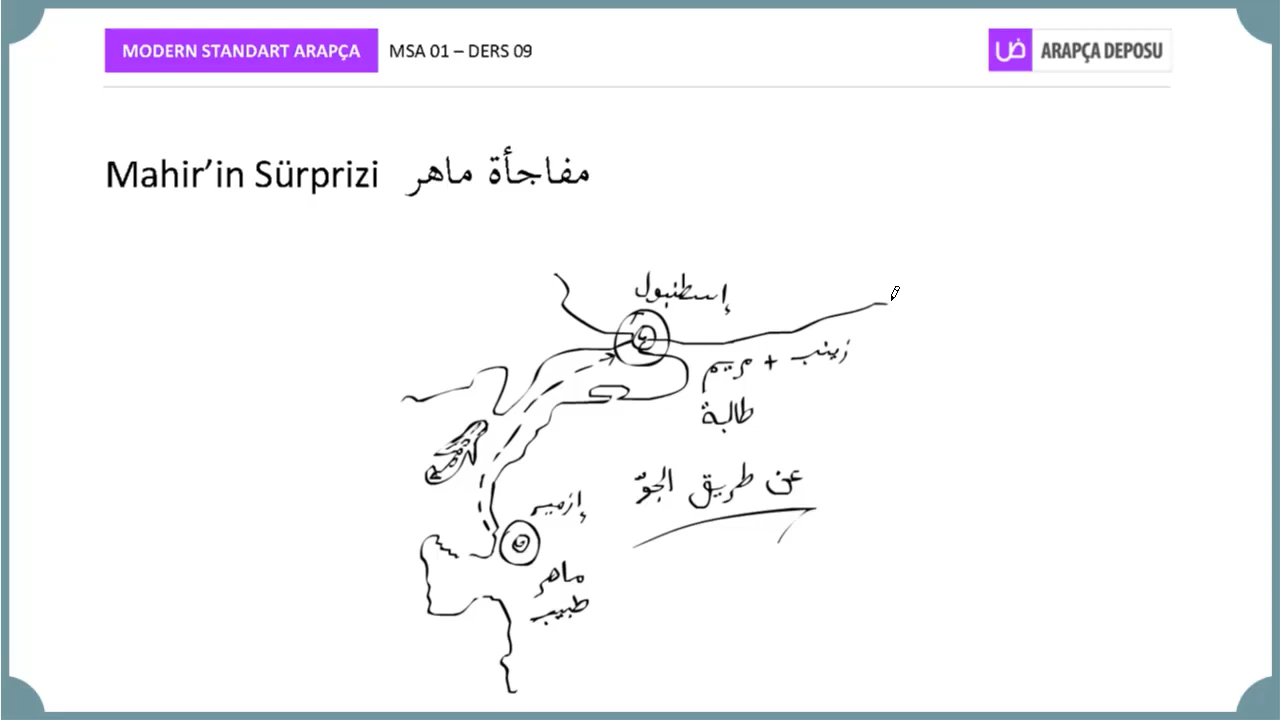 MODERN STANDART ARAPÇA MSA 01 – DERS 09
ض ARAPÇA DEPOSU
Mahir’in Sürprizi مفاجأة ماهر
إسطنبول
زينب + مريم
طالبة
عن طريق الجوّ
إزمير
ماهر
طبيب